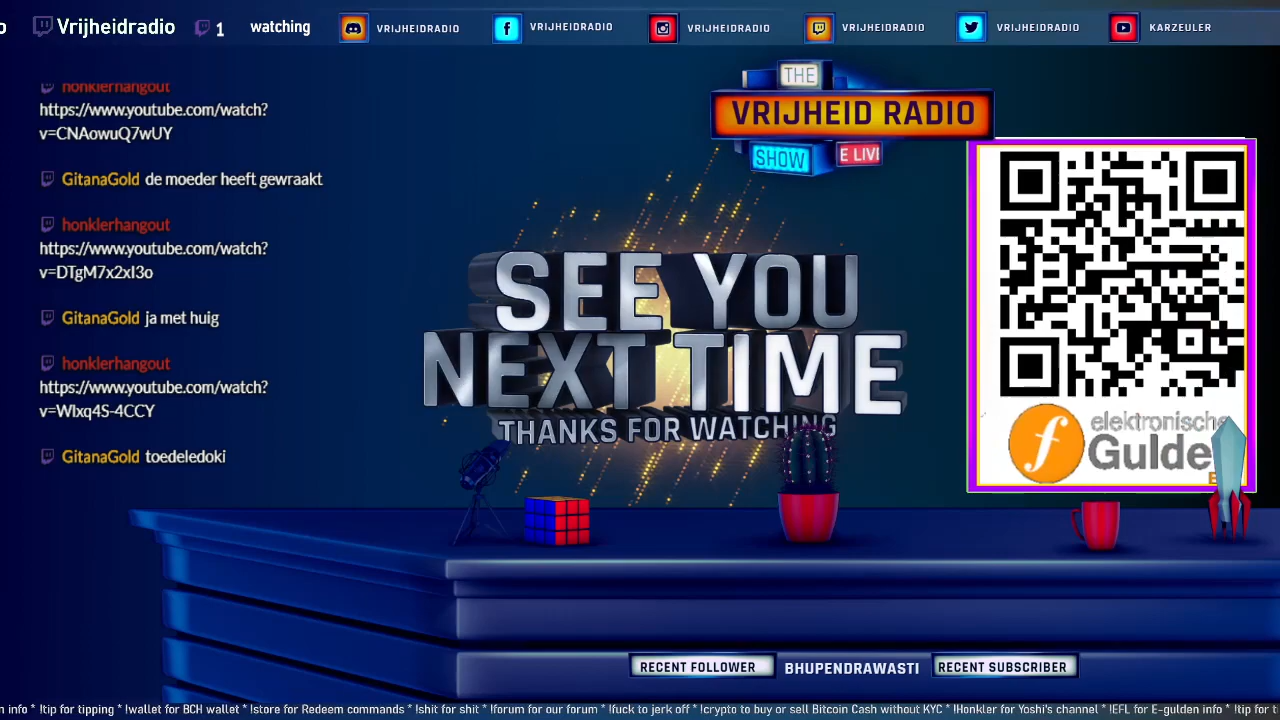 Vrijheidradio 1 watching VRIJHEIDRADIO VRIJHEIDRADIO VRIJHEIDRADIO VRIJHEIDRADIO VRIJHEIDRADIO KARZEULER
honklerhangout
https://www.youtube.com/watch?
v=CNAowuQ7wUY
GitanaGold de moeder heeft gewraakt
honklerhangout
https://www.youtube.com/watch?
v=DTgM7x2xI3o
GitanaGold ja met huig
honklerhangout
https://www.youtube.com/watch?
v=WIxq4S-4CCY
GitanaGold toedeledoki
THE
VRIJHEID RADIO
SHOW E LIVI
SEE YOU
NEXT TIME
THANKS FOR WATCHING
elektronische
Gulde
RECENT FOLLOWER BHUPENDRAWASTI RECENT SUBSCRIBER
n info * !tip for tipping * !wallet for BCH wallet * !store for Redeem commands * !shit for shit * !forum for our forum * !fuck to jerk off * !crypto to buy or sell Bitcoin Cash without KYC * !Honkler for Yoshi's channel * !EFL for E-gulden info * !tip for t